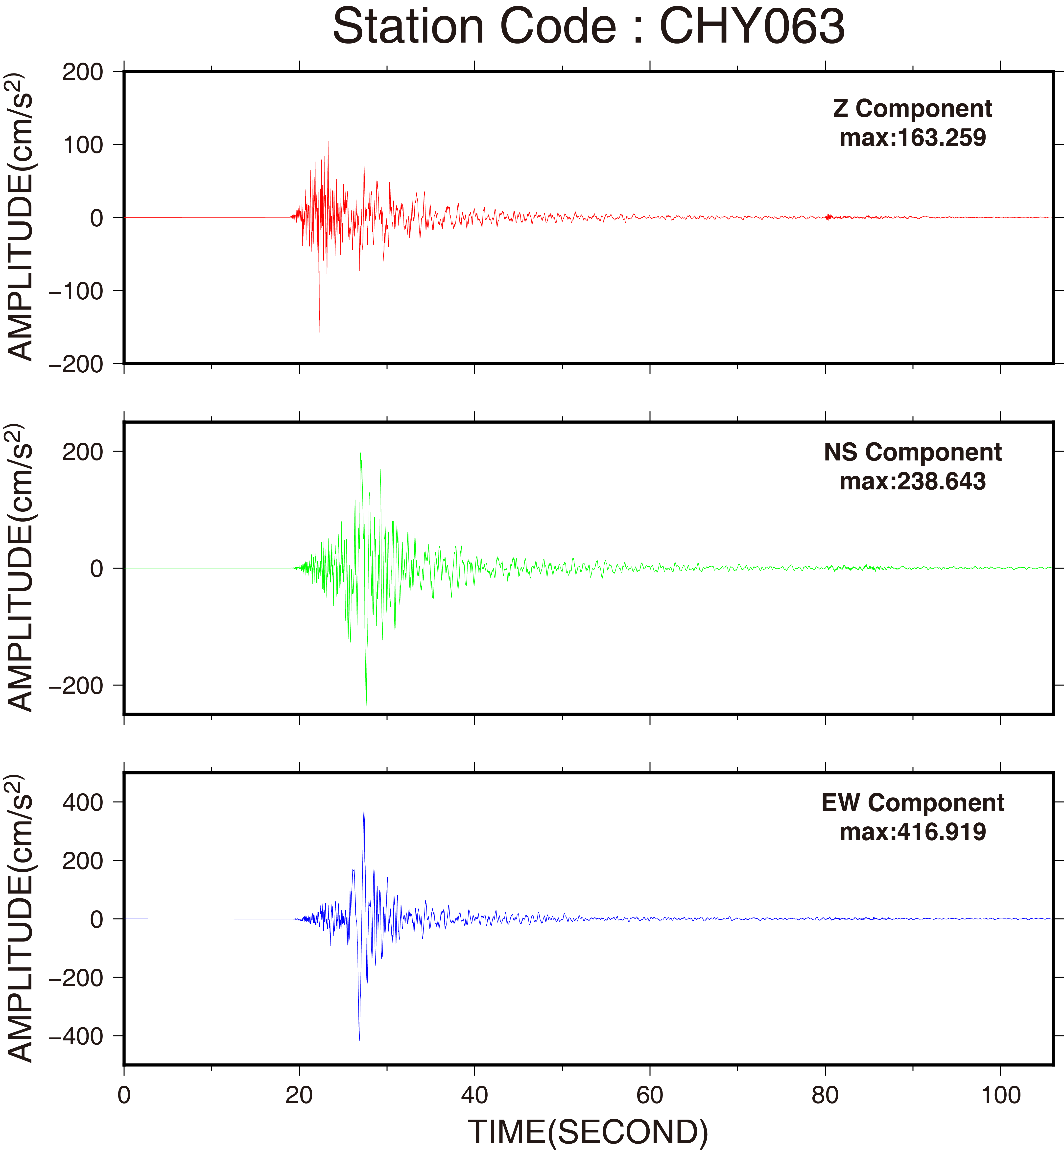 Station Code : CHY063
AMPLITUDE(cm/s²)
200
100
0
−100
−200
Z Component
max:163.259
AMPLITUDE(cm/s²)
200
0
−200
NS Component
max:238.643
AMPLITUDE(cm/s²)
400
200
0
−200
−400
EW Component
max:416.919
0 20 40 60 80 100
TIME(SECOND)